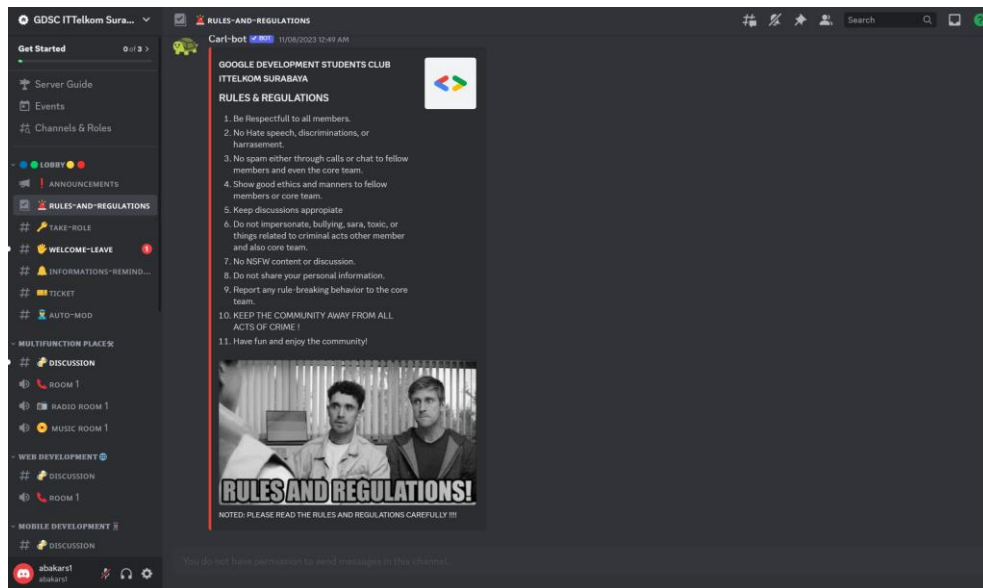 GDSC ITTelkom Sura...
Get Started
0 of 3 >
Server Guide
Events
Channels & Roles
LOBBY
ANNOUNCEMENTS
RULES-AND-REGULATIONS
TAKE-ROLE
WELCOME-LEAVE
1
INFORMATIONS-REMIND...
TICKET
AUTO-MOD
MULTIFUNCTION PLACE
DISCUSSION
ROOM 1
RADIO ROOM 1
MUSIC ROOM 1
WEB DEVELOPMENT
DISCUSSION
ROOM 1
MOBILE DEVELOPMENT
DISCUSSION
abakars1
abakars1
RULES-AND-REGULATIONS
Search
Carl-bot ✓ BOT 11/08/2023 12:49 AM
GOOGLE DEVELOPMENT STUDENTS CLUB
ITTELKOM SURABAYA
RULES & REGULATIONS
1. Be Respectfull to all members.
2. No Hate speech, discriminations, or
harrasement.
3. No spam either through calls or chat to fellow
members and even the core team.
4. Show good ethics and manners to fellow
members or core team.
5. Keep discussions appropiate
6. Do not impersonate, bullying, sara, toxic, or
things related to criminal acts other member
and also core team.
7. No NSFW content or discussion.
8. Do not share your personal information.
9. Report any rule-breaking behavior to the core
team.
10. KEEP THE COMMUNITY AWAY FROM ALL
ACTS OF CRIME !
11. Have fun and enjoy the community!
RULES AND REGULATIONS!
NOTED: PLEASE READ THE RULES AND REGULATIONS CAREFULLY !!!!
You do not have permission to send messages in this channel.